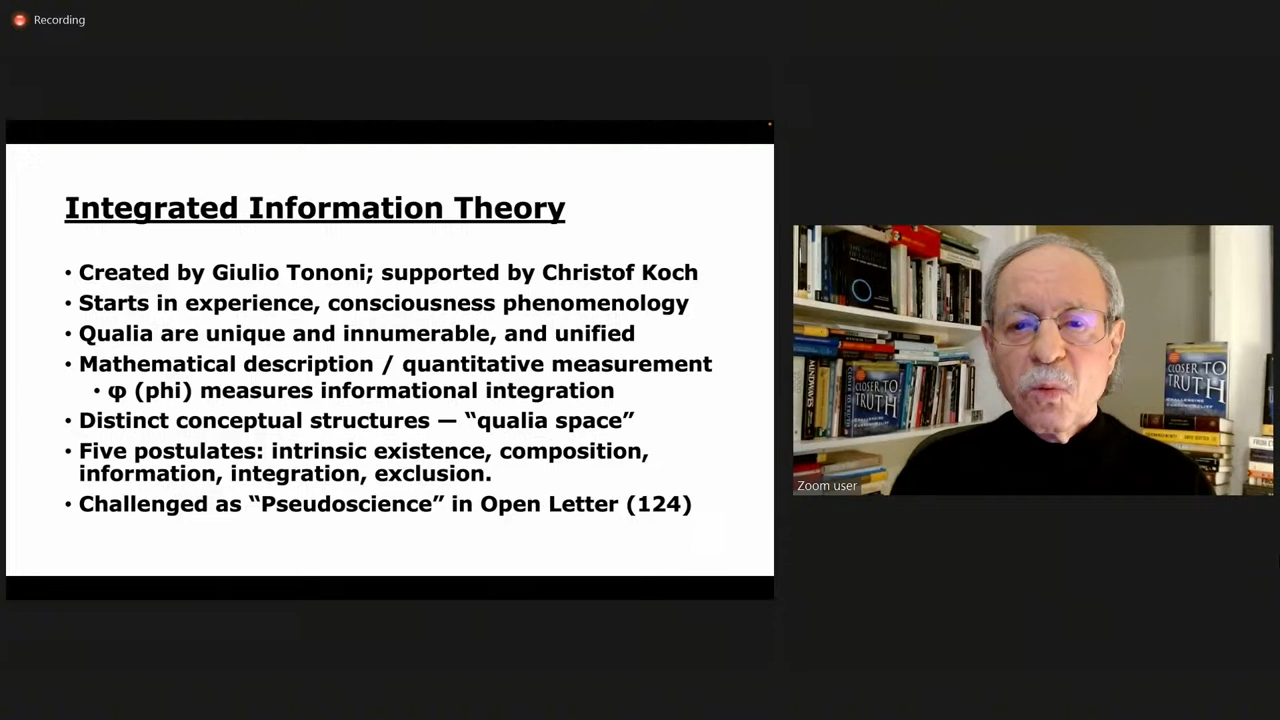 Recording
Integrated Information Theory
• Created by Giulio Tononi; supported by Christof Koch
• Starts in experience, consciousness phenomenology
• Qualia are unique and innumerable, and unified
• Mathematical description / quantitative measurement
• φ (phi) measures informational integration
• Distinct conceptual structures — “qualia space”
• Five postulates: intrinsic existence, composition,
information, integration, exclusion.
• Challenged as “Pseudoscience” in Open Letter (124)
CLOSER TO
TRUTH
CLOSER TO
TRUTH
Zoom user